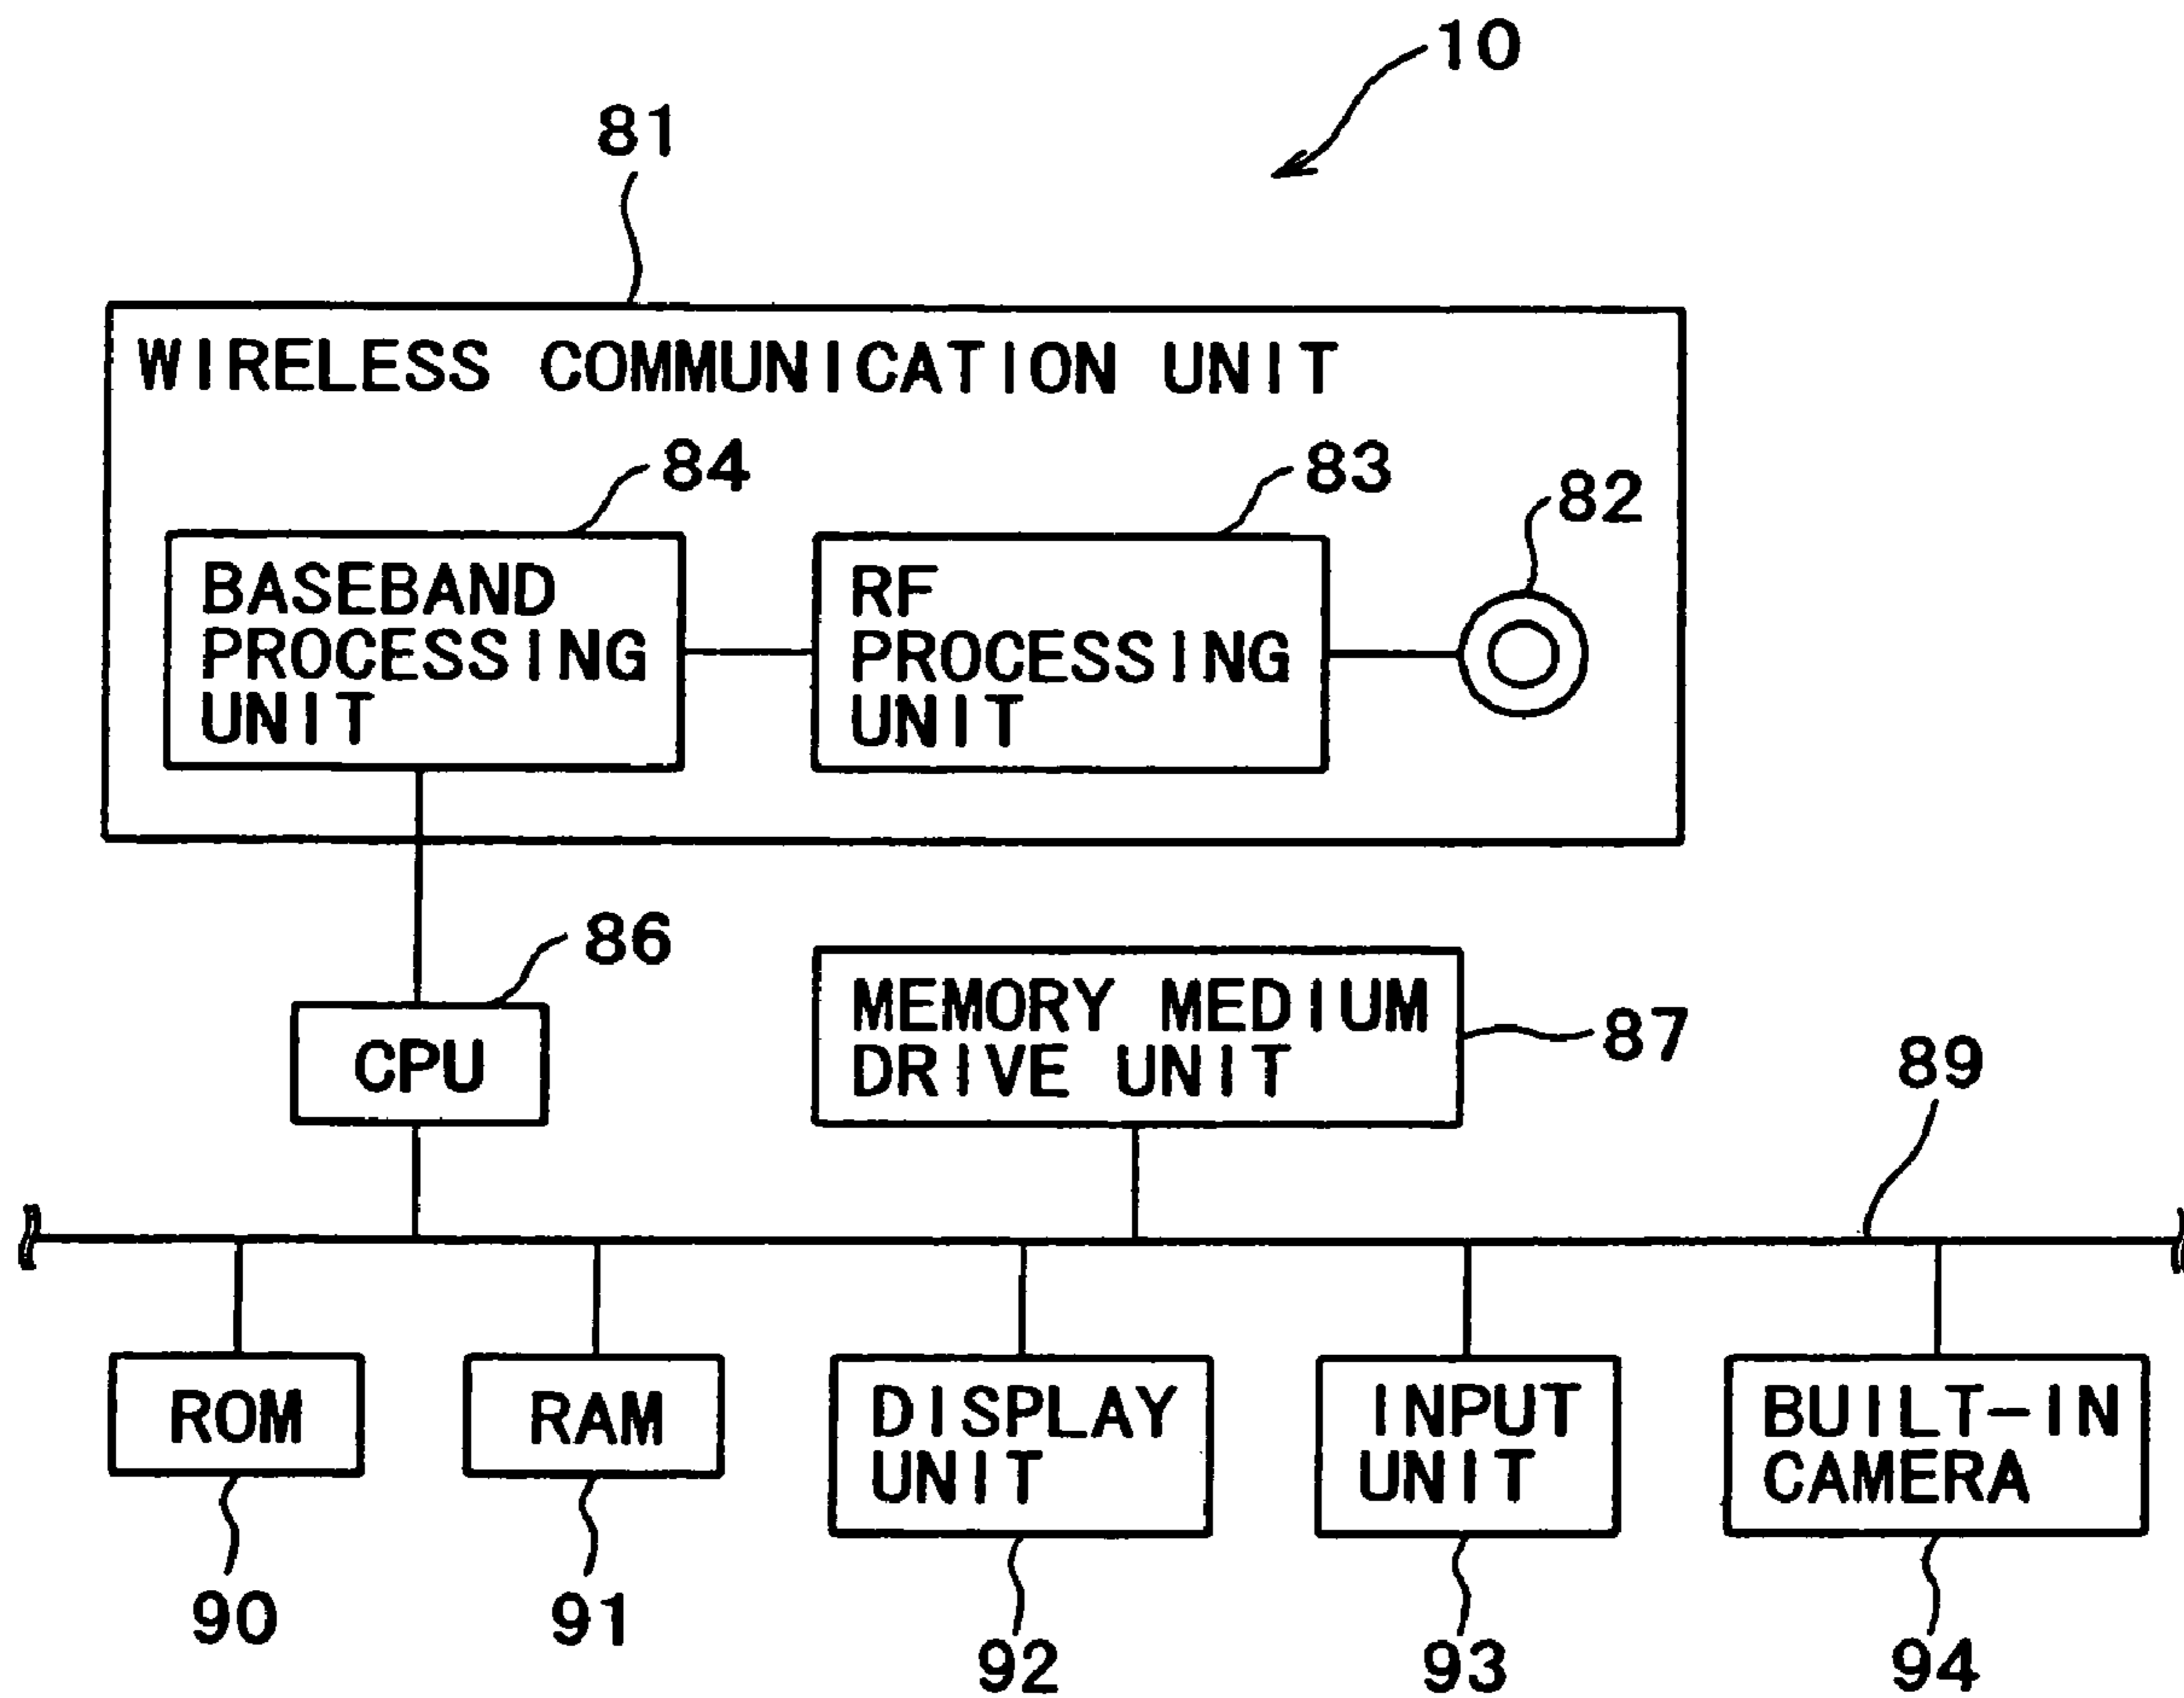 10
81
WIRELESS COMMUNICATION UNIT
84
83
82
BASEBAND
PROCESSING
UNIT
RF
PROCESSING
UNIT
86
CPU
MEMORY MEDIUM
DRIVE UNIT
87
89
ROM
RAM
DISPLAY
UNIT
INPUT
UNIT
BUILT-IN
CAMERA
90
91
92
93
94